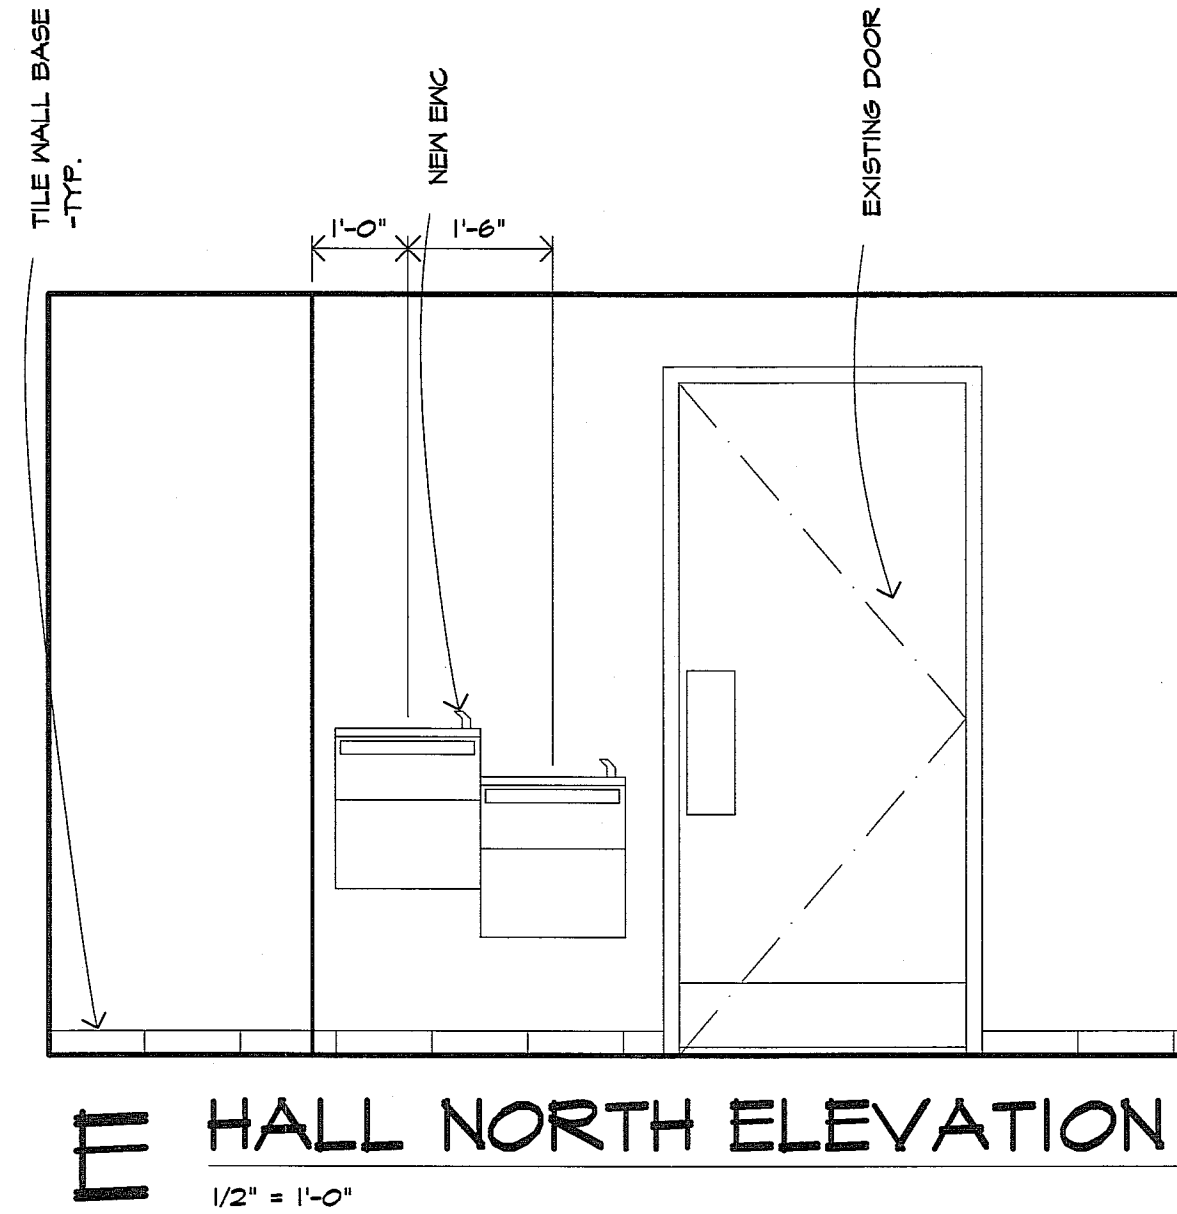 TILE WALL BASE
-TYP.
NEW EWC
EXISTING DOOR
1'-0"
1'-6"
E
HALL NORTH ELEVATION
1/2" = 1'-0"